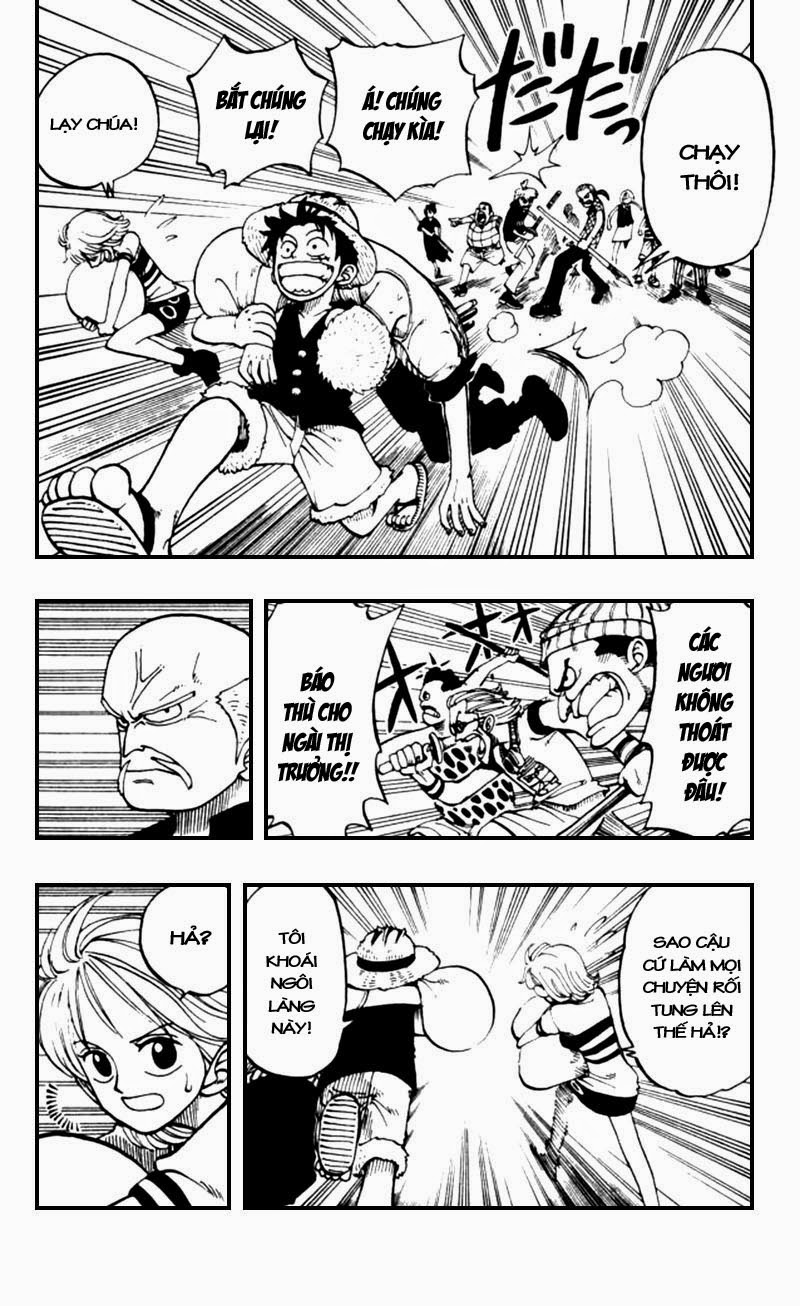 CHẠY
THÔI!
だだだっ
Á! CHÚNG
CHẠY KÌA!
BẮT CHÚNG
LẠI!
LẠY CHÚA!
CÁC
NGƯƠI
KHÔNG
THOÁT
ĐƯỢC
ĐÂU!
BÁO
THÙ CHO
NGÀI THỊ
TRƯỞNG!!
SAO CẬU
CỨ LÀM MỌI
CHUYỆN RỐI
TUNG LÊN
THẾ HẢ!?
TÔI
KHOÁI
NGÔI
LÀNG
NÀY!
HẢ?